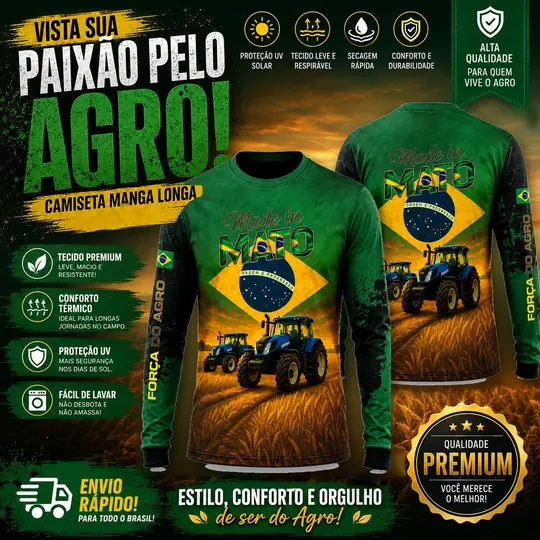 VISTA SUA
PAIXÃO PELO
AGRO!
CAMISETA MANGA LONGA
PROTEÇÃO UV
SOLAR
TECIDO LEVE E
RESPIRÁVEL
SECAGEM
RÁPIDA
CONFORTO E
DURABILIDADE
ALTA
QUALIDADE
PARA QUEM
VIVE O AGRO
TECIDO PREMIUM
LEVE, MACIO E
RESISTENTE!
CONFORTO
TÉRMICO
IDEAL PARA LONGAS
JORNADAS NO CAMPO.
PROTEÇÃO UV
MAIS SEGURANÇA
NOS DIAS DE SOL.
FÁCIL DE LAVAR
NÃO DESBOTA E
NÃO AMASSA!
Made in
MATO
ORDEM E PROGRESSO
FORÇA DO AGRO
Made in
MATO
ORDEM E PROGRESSO
FORÇA DO AGRO
ENVIO
RÁPIDO!
PARA TODO O BRASIL!
ESTILO, CONFORTO E ORGULHO
de ser do Agro!
QUALIDADE
PREMIUM
VOCÊ MERECE
O MELHOR!